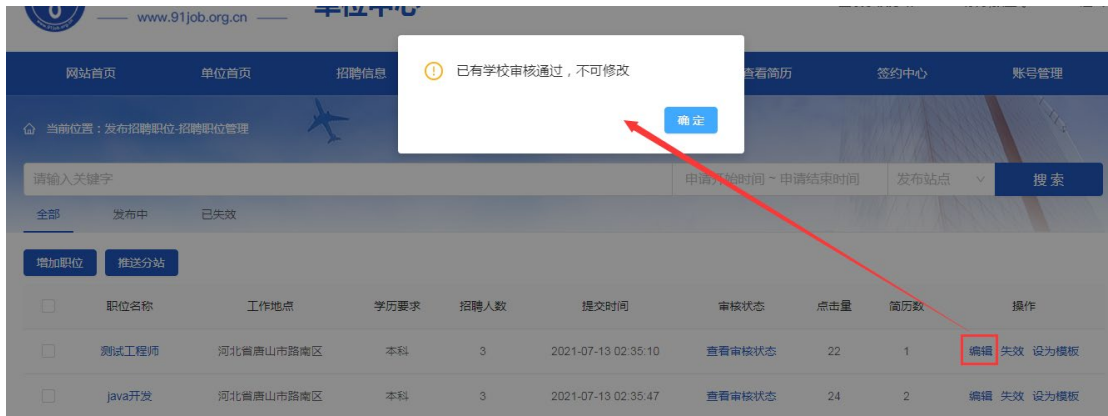 www.91job.org.cn
单位中心
已有学校审核通过，不可修改
确定
网站首页 单位首页 招聘信息 查看简历 签约中心 账号管理
当前位置：发布招聘职位-招聘职位管理
请输入关键字 申请开始时间 ~ 申请结束时间 发布站点 搜索
全部 发布中 已失效
增加职位 推送分站
职位名称 工作地点 学历要求 招聘人数 提交时间 审核状态 点击量 简历数 操作
测试工程师 河北省唐山市路南区 本科 3 2021-07-13 02:35:10 查看审核状态 22 1 编辑 失效 设为模板
java开发 河北省唐山市路南区 本科 3 2021-07-13 02:35:47 查看审核状态 24 2 编辑 失效 设为模板